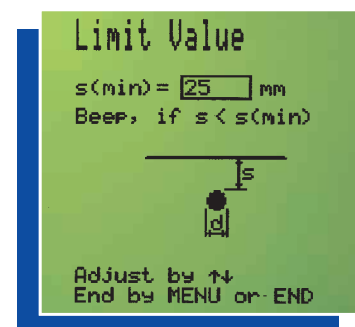 Limit Value
s(min)= 25 mm
Beep, if s < s(min)
s
d
Adjust by ↑↓
End by MENU or END